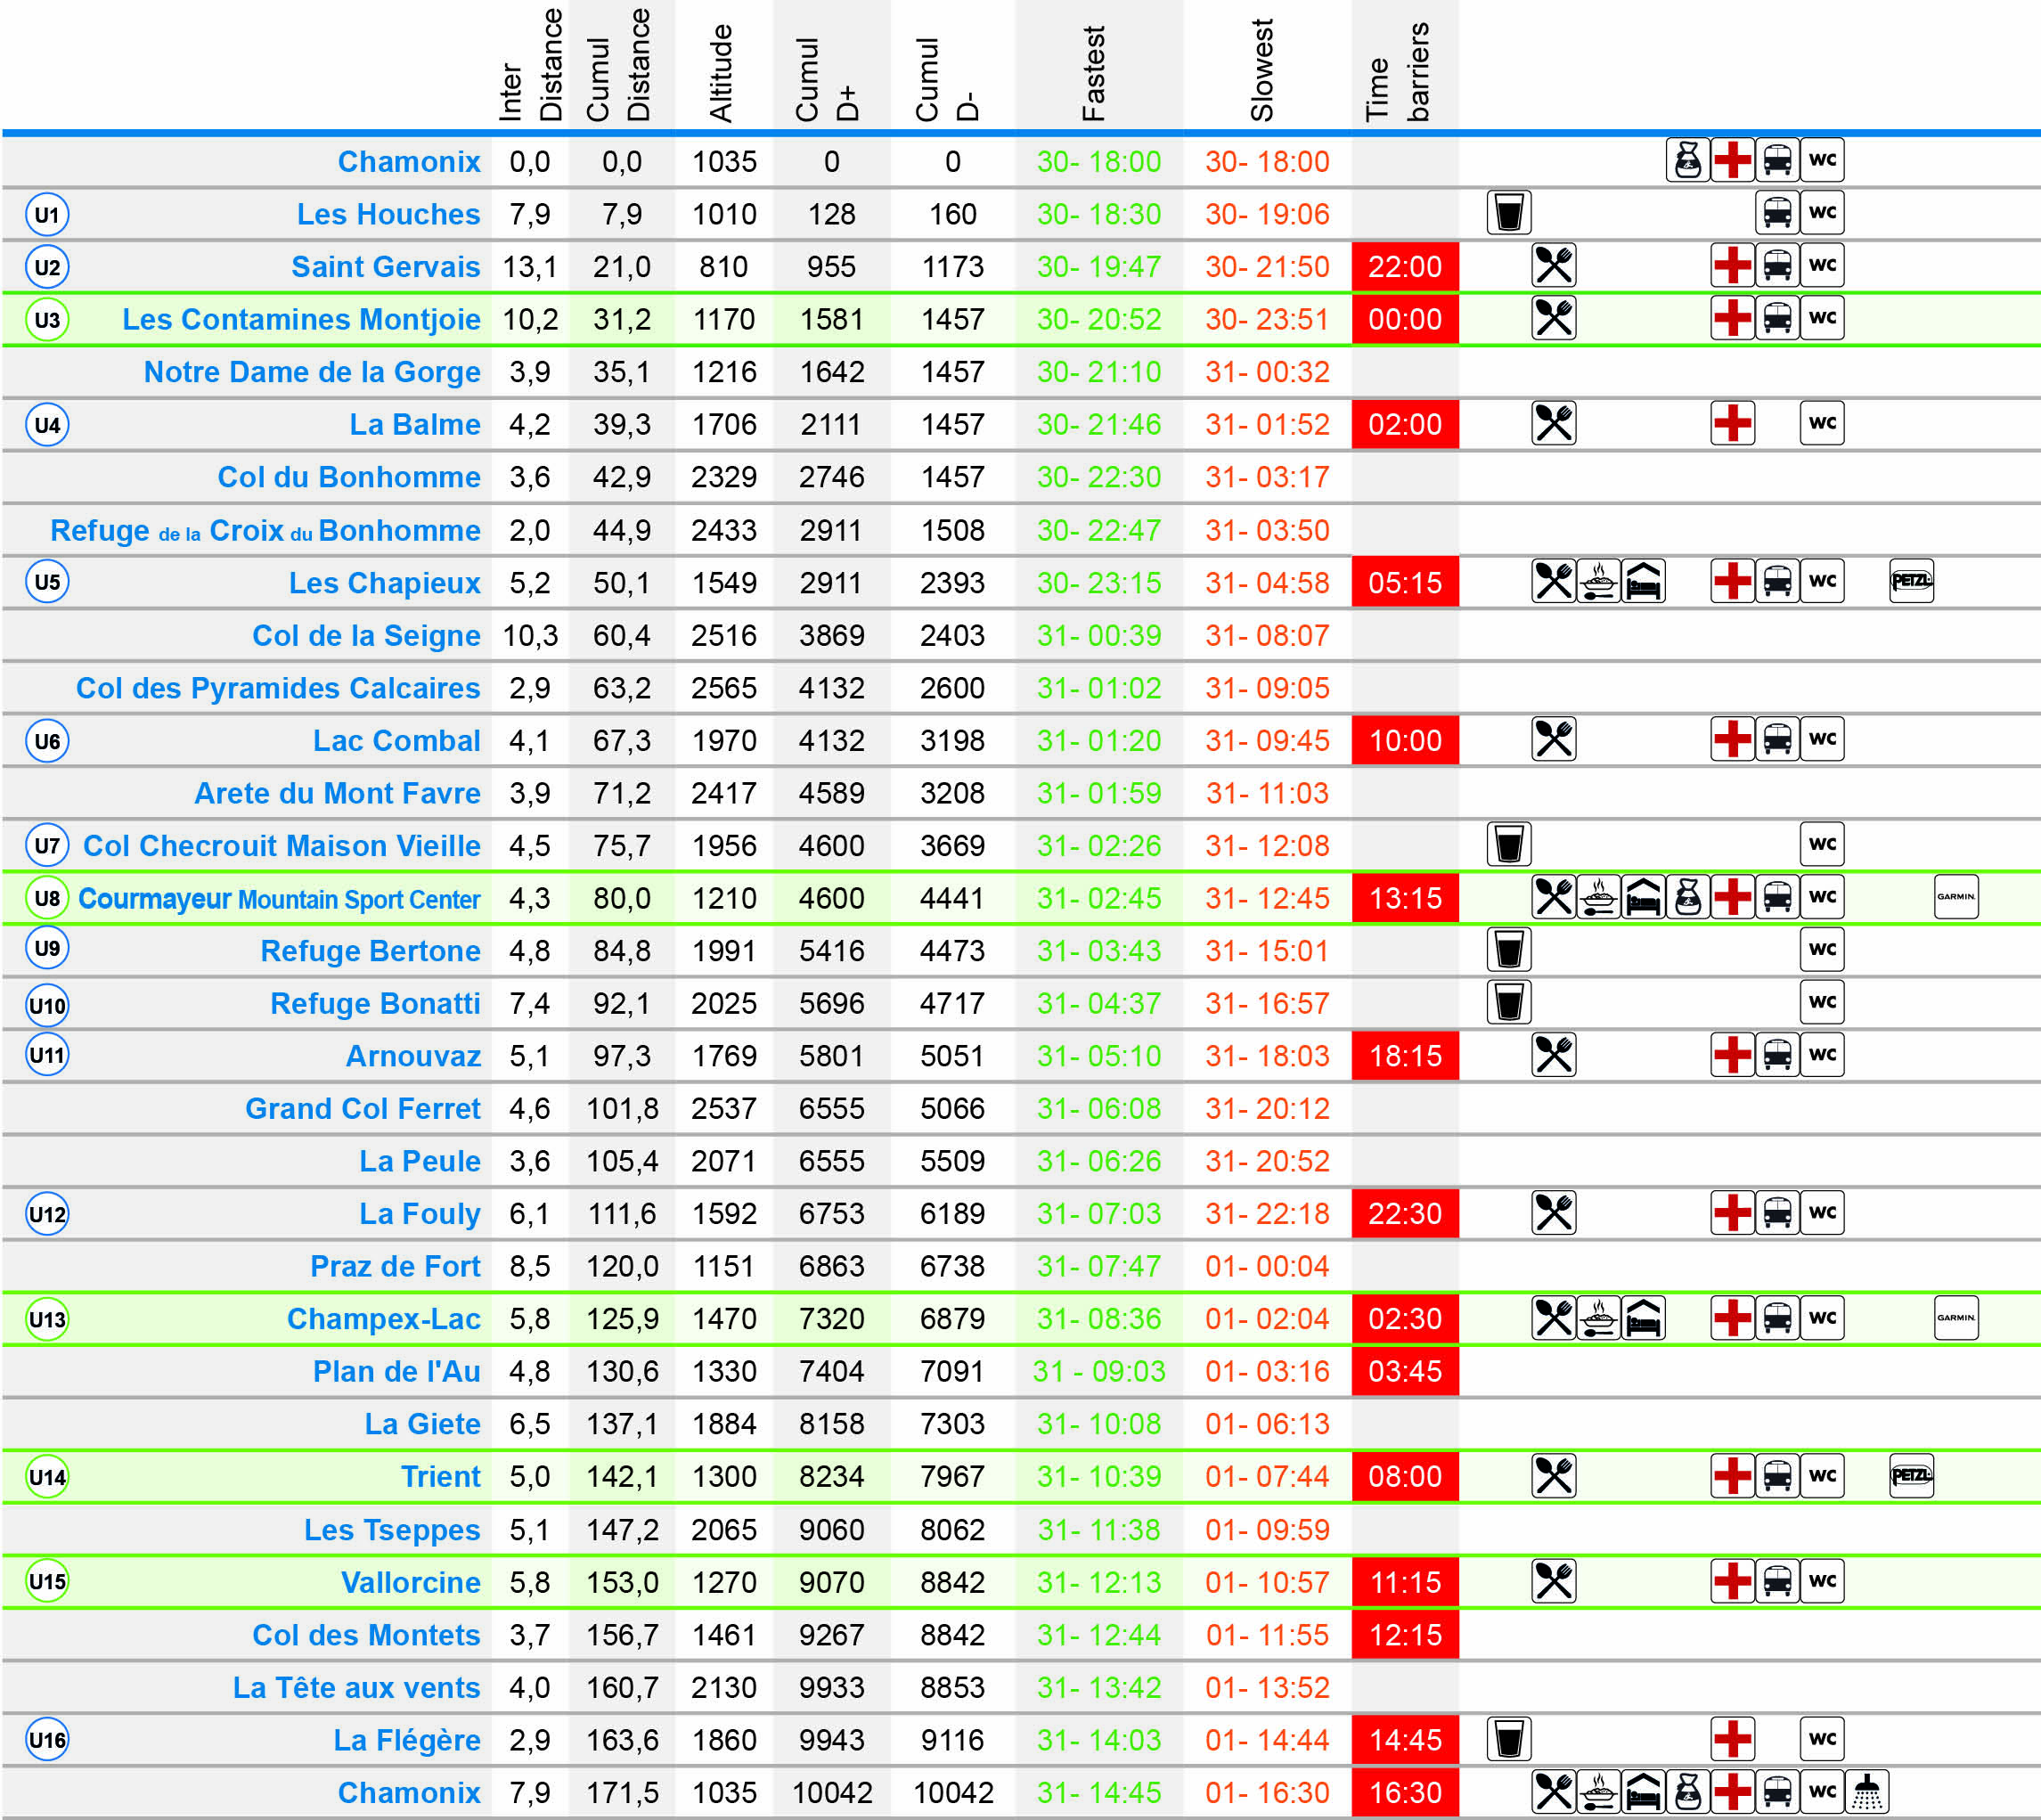 Inter Distance Cumul Distance Altitude Cumul D+ Cumul D- Fastest Slowest Time barriers
Chamonix 0,0 0,0 1035 0 0 30- 18:00 30- 18:00 WC
U1 Les Houches 7,9 7,9 1010 128 160 30- 18:30 30- 19:06 WC
U2 Saint Gervais 13,1 21,0 810 955 1173 30- 19:47 30- 21:50 22:00 WC
U3 Les Contamines Montjoie 10,2 31,2 1170 1581 1457 30- 20:52 30- 23:51 00:00 WC
Notre Dame de la Gorge 3,9 35,1 1216 1642 1457 30- 21:10 31- 00:32
U4 La Balme 4,2 39,3 1706 2111 1457 30- 21:46 31- 01:52 02:00 WC
Col du Bonhomme 3,6 42,9 2329 2746 1457 30- 22:30 31- 03:17
Refuge de la Croix du Bonhomme 2,0 44,9 2433 2911 1508 30- 22:47 31- 03:50
U5 Les Chapieux 5,2 50,1 1549 2911 2393 30- 23:15 31- 04:58 05:15 WC PETZL
Col de la Seigne 10,3 60,4 2516 3869 2403 31- 00:39 31- 08:07
Col des Pyramides Calcaires 2,9 63,2 2565 4132 2600 31- 01:02 31- 09:05
U6 Lac Combal 4,1 67,3 1970 4132 3198 31- 01:20 31- 09:45 10:00 WC
Arete du Mont Favre 3,9 71,2 2417 4589 3208 31- 01:59 31- 11:03
U7 Col Checrouit Maison Vieille 4,5 75,7 1956 4600 3669 31- 02:26 31- 12:08 WC
U8 Courmayeur Mountain Sport Center 4,3 80,0 1210 4600 4441 31- 02:45 31- 12:45 13:15 WC GARMIN
U9 Refuge Bertone 4,8 84,8 1991 5416 4473 31- 03:43 31- 15:01 WC
U10 Refuge Bonatti 7,4 92,1 2025 5696 4717 31- 04:37 31- 16:57 WC
U11 Arnouvaz 5,1 97,3 1769 5801 5051 31- 05:10 31- 18:03 18:15 WC
Grand Col Ferret 4,6 101,8 2537 6555 5066 31- 06:08 31- 20:12
La Peule 3,6 105,4 2071 6555 5509 31- 06:26 31- 20:52
U12 La Fouly 6,1 111,6 1592 6753 6189 31- 07:03 31- 22:18 22:30 WC
Praz de Fort 8,5 120,0 1151 6863 6738 31- 07:47 01- 00:04
U13 Champex-Lac 5,8 125,9 1470 7320 6879 31- 08:36 01- 02:04 02:30 WC GARMIN
Plan de l'Au 4,8 130,6 1330 7404 7091 31 - 09:03 01- 03:16 03:45
La Giete 6,5 137,1 1884 8158 7303 31- 10:08 01- 06:13
U14 Trient 5,0 142,1 1300 8234 7967 31- 10:39 01- 07:44 08:00 WC PETZL
Les Tseppes 5,1 147,2 2065 9060 8062 31- 11:38 01- 09:59
U15 Vallorcine 5,8 153,0 1270 9070 8842 31- 12:13 01- 10:57 11:15 WC
Col des Montets 3,7 156,7 1461 9267 8842 31- 12:44 01- 11:55 12:15
La Tête aux vents 4,0 160,7 2130 9933 8853 31- 13:42 01- 13:52
U16 La Flégère 2,9 163,6 1860 9943 9116 31- 14:03 01- 14:44 14:45 WC
Chamonix 7,9 171,5 1035 10042 10042 31- 14:45 01- 16:30 16:30 WC